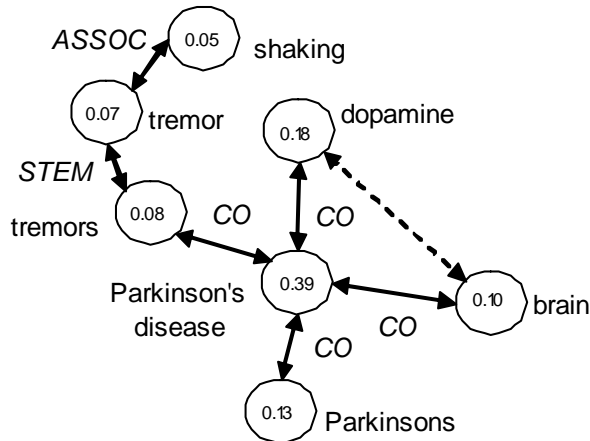 ASSOC
0.05
shaking
0.07
tremor
dopamine
0.18
STEM
0.08
tremors
CO
CO
Parkinson's
disease
0.39
CO
0.10
brain
CO
0.13
Parkinsons